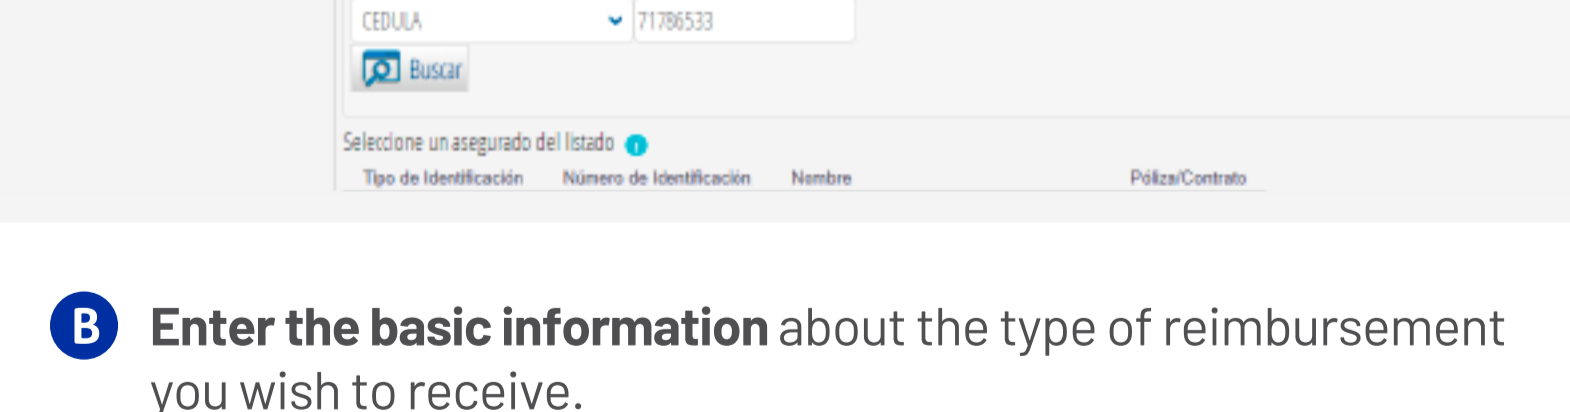 CEDULA 71786533
Buscar
Seleccione un asegurado del listado i
Tipo de Identificación Número de Identificación Nombre Póliza/Contrato
B Enter the basic information about the type of reimbursement
you wish to receive.